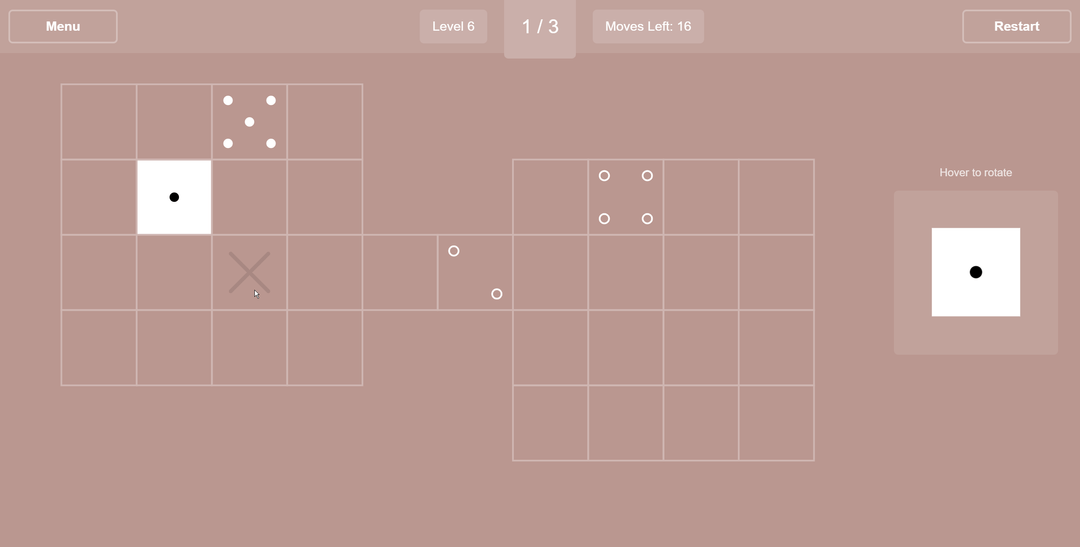 Menu
Level 6
1 / 3
Moves Left: 16
Restart
Hover to rotate